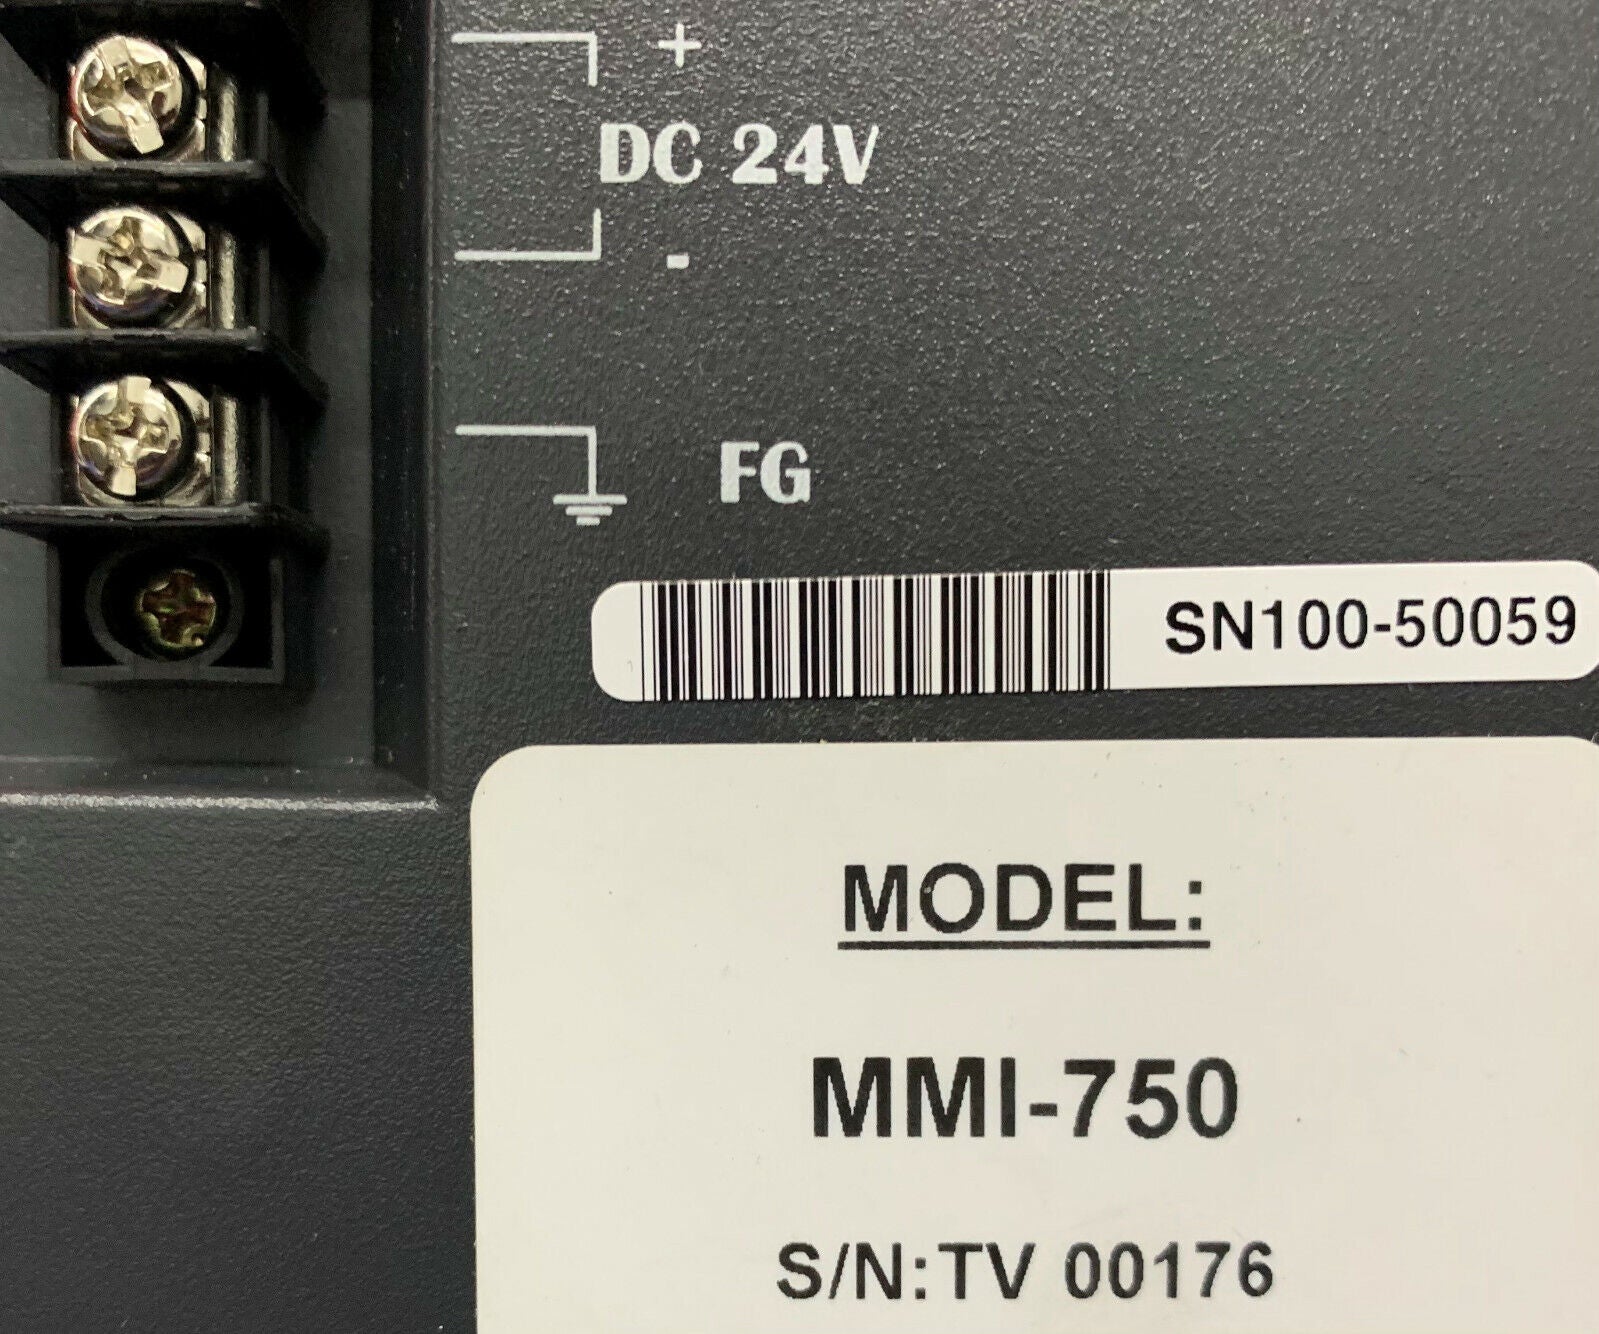 +
DC 24V
-
FG
SN100-50059
MODEL:
MMI-750
S/N:TV 00176